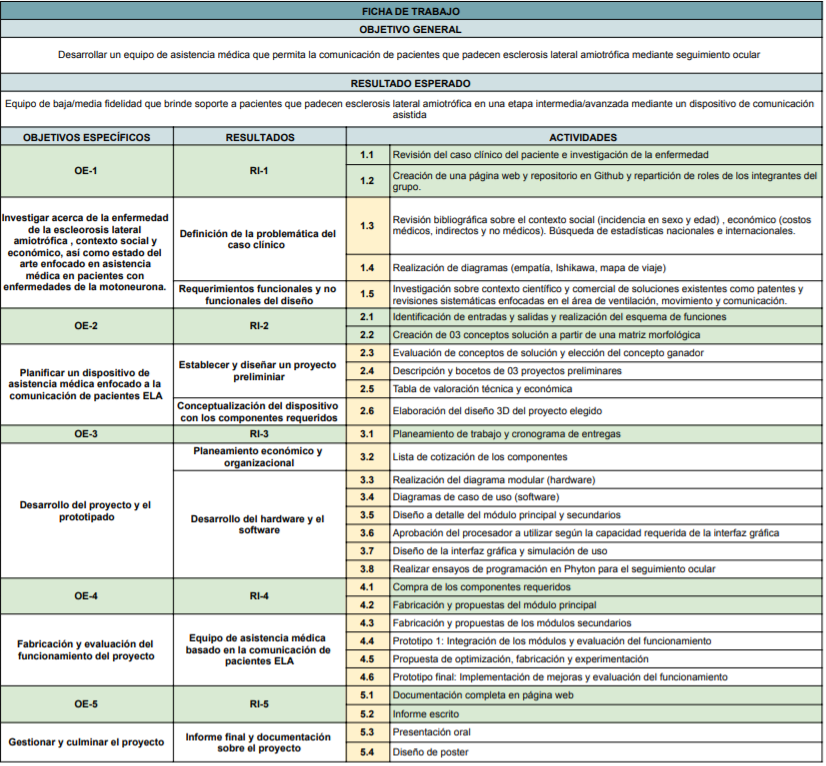 FICHA DE TRABAJO
OBJETIVO GENERAL
Desarrollar un equipo de asistencia médica que permita la comunicación de pacientes que padecen esclerosis lateral amiotrófica mediante seguimiento ocular
RESULTADO ESPERADO
Equipo de baja/media fidelidad que brinde soporte a pacientes que padecen esclerosis lateral amiotrófica en una etapa intermedia/avanzada mediante un dispositivo de comunicación
asistida
OBJETIVOS ESPECÍFICOS
RESULTADOS
ACTIVIDADES
OE-1
RI-1
1.1 Revisión del caso clínico del paciente e investigación de la enfermedad
1.2 Creación de una página web y repositorio en Github y repartición de roles de los integrantes del
grupo.
Investigar acerca de la enfermedad
de la escleorosis lateral
amiotrófica , contexto social y
económico, así como estado del
arte enfocado en asistencia
médica en pacientes con
enfermedades de la motoneurona.
Definición de la problemática del
caso clínico
1.3 Revisión bibliográfica sobre el contexto social (incidencia en sexo y edad) , económico (costos
médicos, indirectos y no médicos). Búsqueda de estadísticas nacionales e internacionales.
1.4 Realización de diagramas (empatía, Ishikawa, mapa de viaje)
Requerimientos funcionales y no
funcionales del diseño
1.5 Investigación sobre contexto científico y comercial de soluciones existentes como patentes y
revisiones sistemáticas enfocadas en el área de ventilación, movimiento y comunicación.
OE-2
RI-2
2.1 Identificación de entradas y salidas y realización del esquema de funciones
2.2 Creación de 03 conceptos solución a partir de una matriz morfológica
Planificar un dispositivo de
asistencia médica enfocado a la
comunicación de pacientes ELA
Establecer y diseñar un proyecto
preliminiar
2.3 Evaluación de conceptos de solución y elección del concepto ganador
2.4 Descripción y bocetos de 03 proyectos preliminares
2.5 Tabla de valoración técnica y económica
Conceptualización del dispositivo
con los componentes requeridos
2.6 Elaboración del diseño 3D del proyecto elegido
OE-3
RI-3
3.1 Planeamiento de trabajo y cronograma de entregas
Desarrollo del proyecto y el
prototipado
Planeamiento económico y
organizacional
3.2 Lista de cotización de los componentes
Desarrollo del hardware y el
software
3.3 Realización del diagrama modular (hardware)
3.4 Diagramas de caso de uso (software)
3.5 Diseño a detalle del módulo principal y secundarios
3.6 Aprobación del procesador a utilizar según la capacidad requerida de la interfaz gráfica
3.7 Diseño de la interfaz gráfica y simulación de uso
3.8 Realizar ensayos de programación en Phyton para el seguimiento ocular
OE-4
RI-4
4.1 Compra de los componentes requeridos
4.2 Fabricación y propuestas del módulo principal
Fabricación y evaluación del
funcionamiento del proyecto
Equipo de asistencia médica
basado en la comunicación de
pacientes ELA
4.3 Fabricación y propuestas de los módulos secundarios
4.4 Prototipo 1: Integración de los módulos y evaluación del funcionamiento
4.5 Propuesta de optimización, fabricación y experimentación
4.6 Prototipo final: Implementación de mejoras y evaluación del funcionamiento
OE-5
RI-5
5.1 Documentación completa en página web
5.2 Informe escrito
Gestionar y culminar el proyecto
Informe final y documentación
sobre el proyecto
5.3 Presentación oral
5.4 Diseño de poster